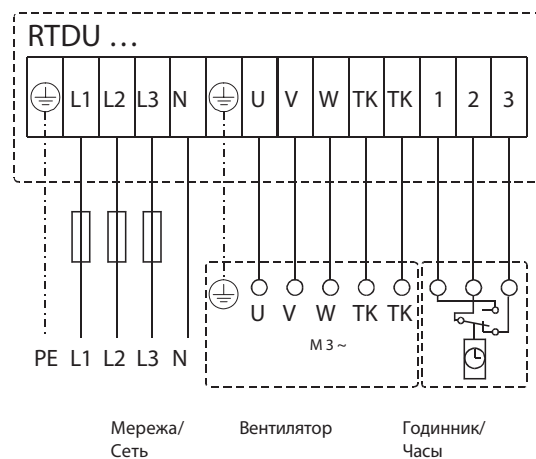 RTDU ...
L1 L2 L3 N U V W TK TK 1 2 3
U V W TK TK
M 3 ~
PE L1 L2 L3 N
Мережа/ Вентилятор Годинник/
Сеть Часы